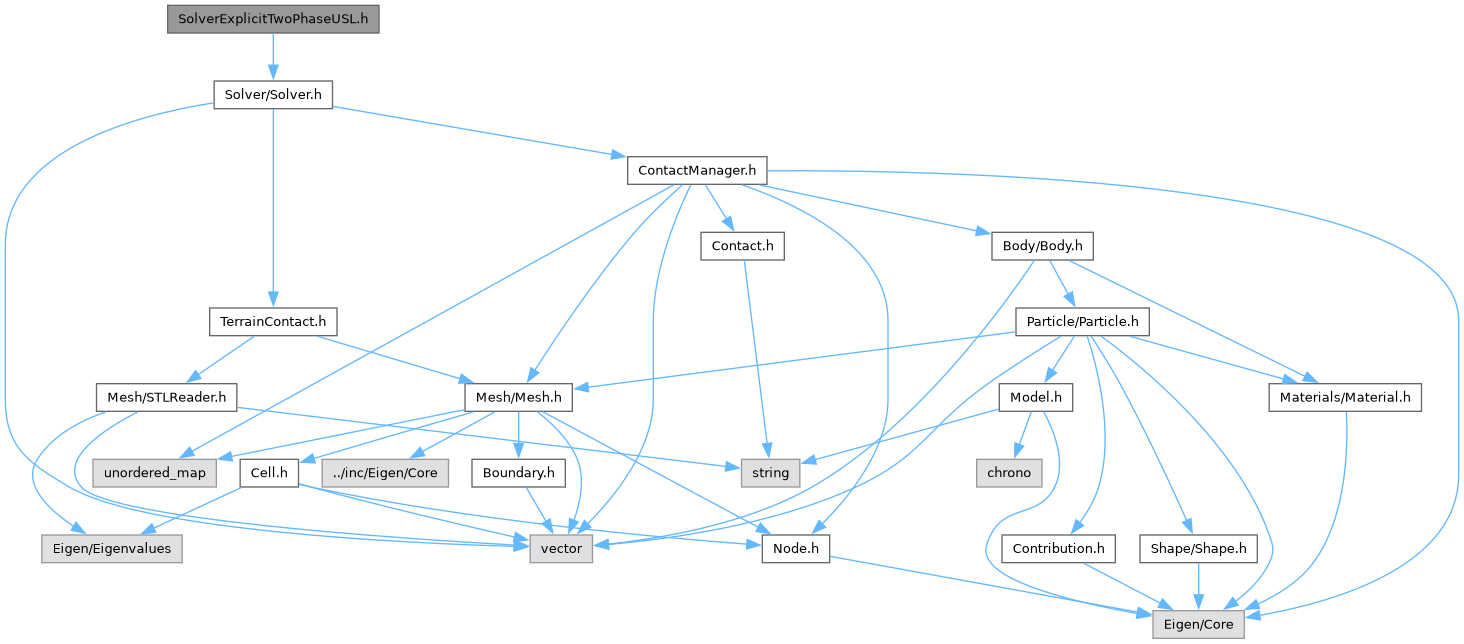 SolverExplicitTwoPhaseUSL.h
Solver/Solver.h
ContactManager.h
Contact.h
Body/Body.h
TerrainContact.h
Particle/Particle.h
Mesh/STLReader.h
Mesh/Mesh.h
Model.h
Materials/Material.h
unordered_map
Cell.h
../inc/Eigen/Core
Boundary.h
string
chrono
Eigen/Eigenvalues
vector
Node.h
Contribution.h
Shape/Shape.h
Eigen/Core